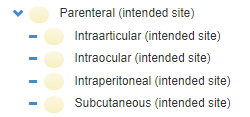 Parenteral (intended site)
Intraarticular (intended site)
Intraocular (intended site)
Intraperitoneal (intended site)
Subcutaneous (intended site)